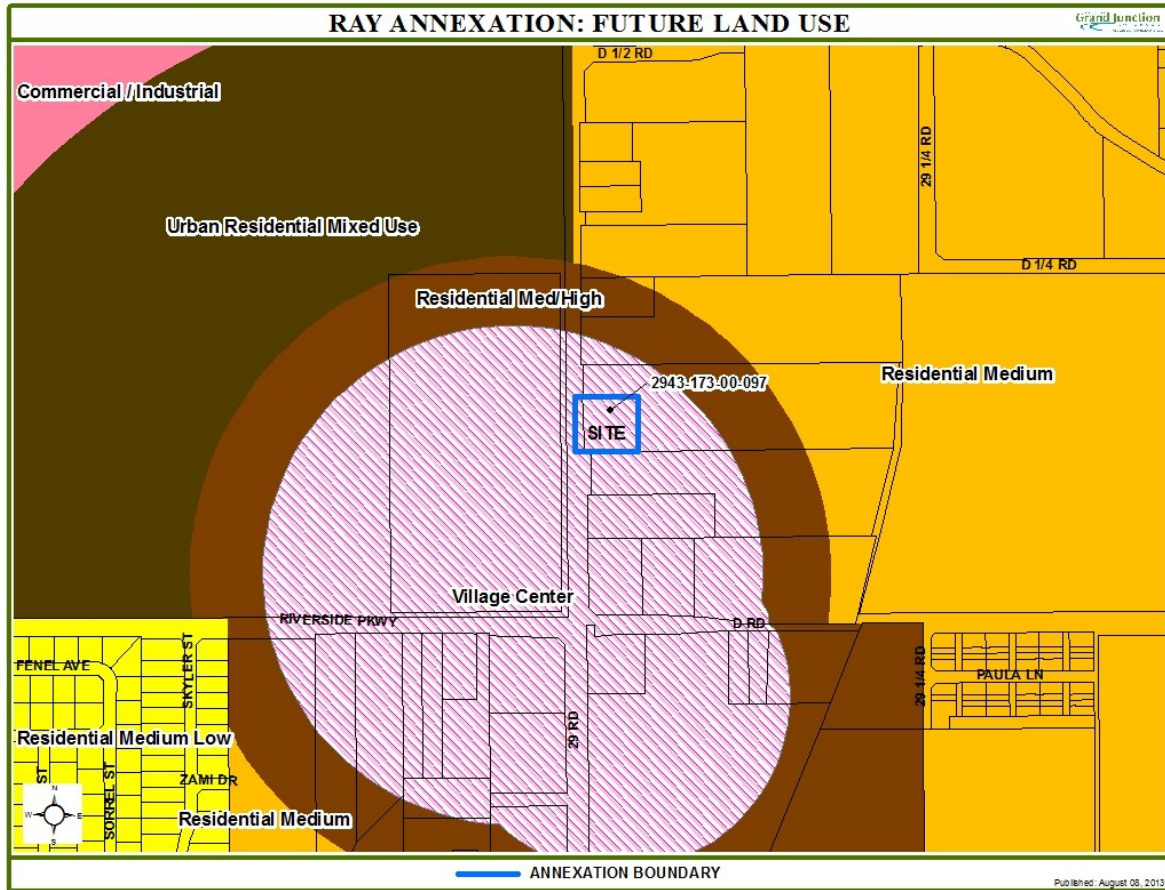 RAY ANNEXATION: FUTURE LAND USE
Grand Junction
D 1/2 RD
Commercial / Industrial
29 1/4 RD
Urban Residential Mixed Use
D 1/4 RD
Residential Med/High
Residential Medium
2943-173-00-097
SITE
Village Center
RIVERSIDE PKWY
D RD
FENEL AVE
SKYLER ST
29 1/4 RD
PAULA LN
29 RD
Residential Medium Low
ST
SORREL ST
ZAMI DR
N
W
E
S
Residential Medium
ANNEXATION BOUNDARY
Published: August 08, 2013